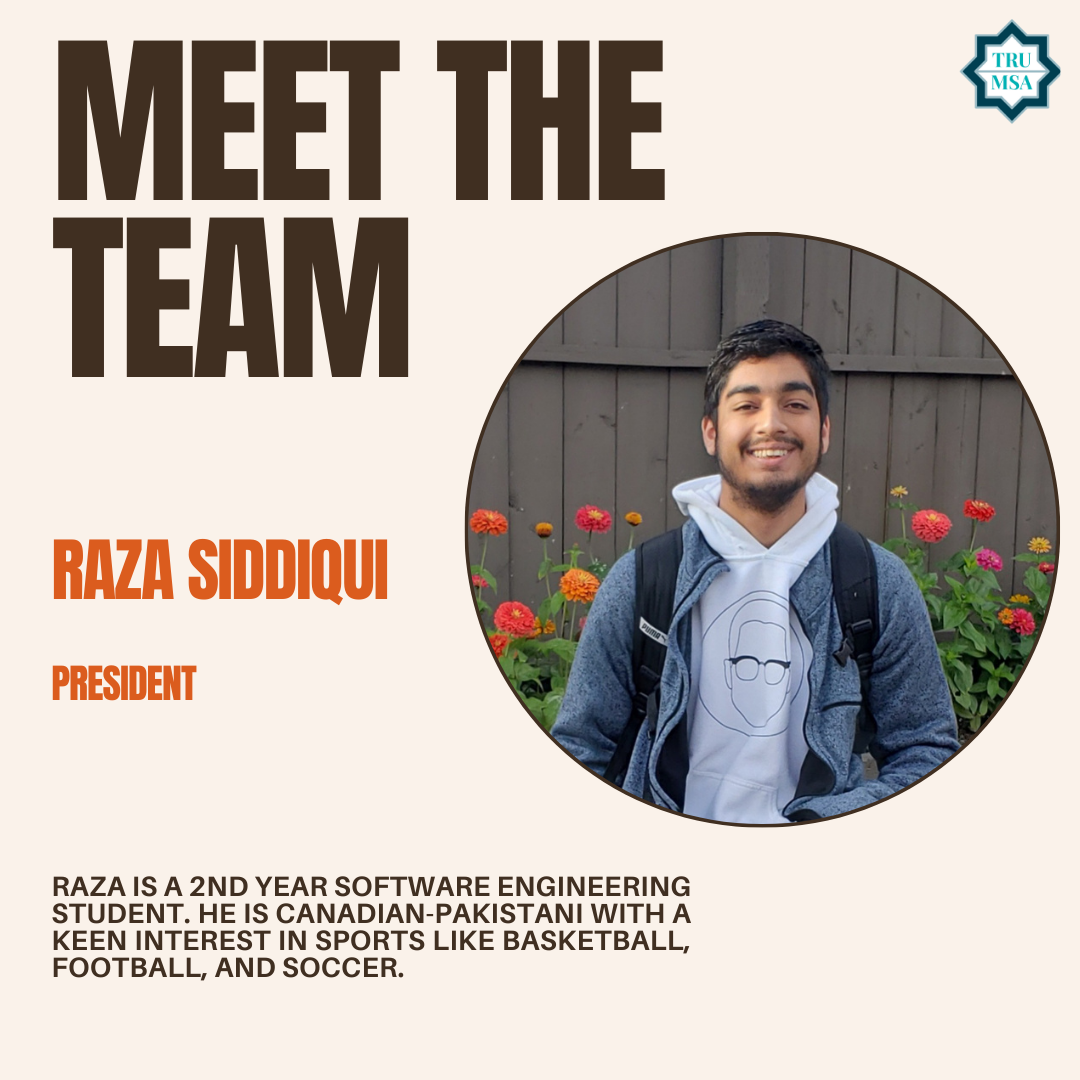 MEET THE
TEAM
TRU
MSA
RAZA SIDDIQUI
PRESIDENT
PUMA
RAZA IS A 2ND YEAR SOFTWARE ENGINEERING
STUDENT. HE IS CANADIAN-PAKISTANI WITH A
KEEN INTEREST IN SPORTS LIKE BASKETBALL,
FOOTBALL, AND SOCCER.